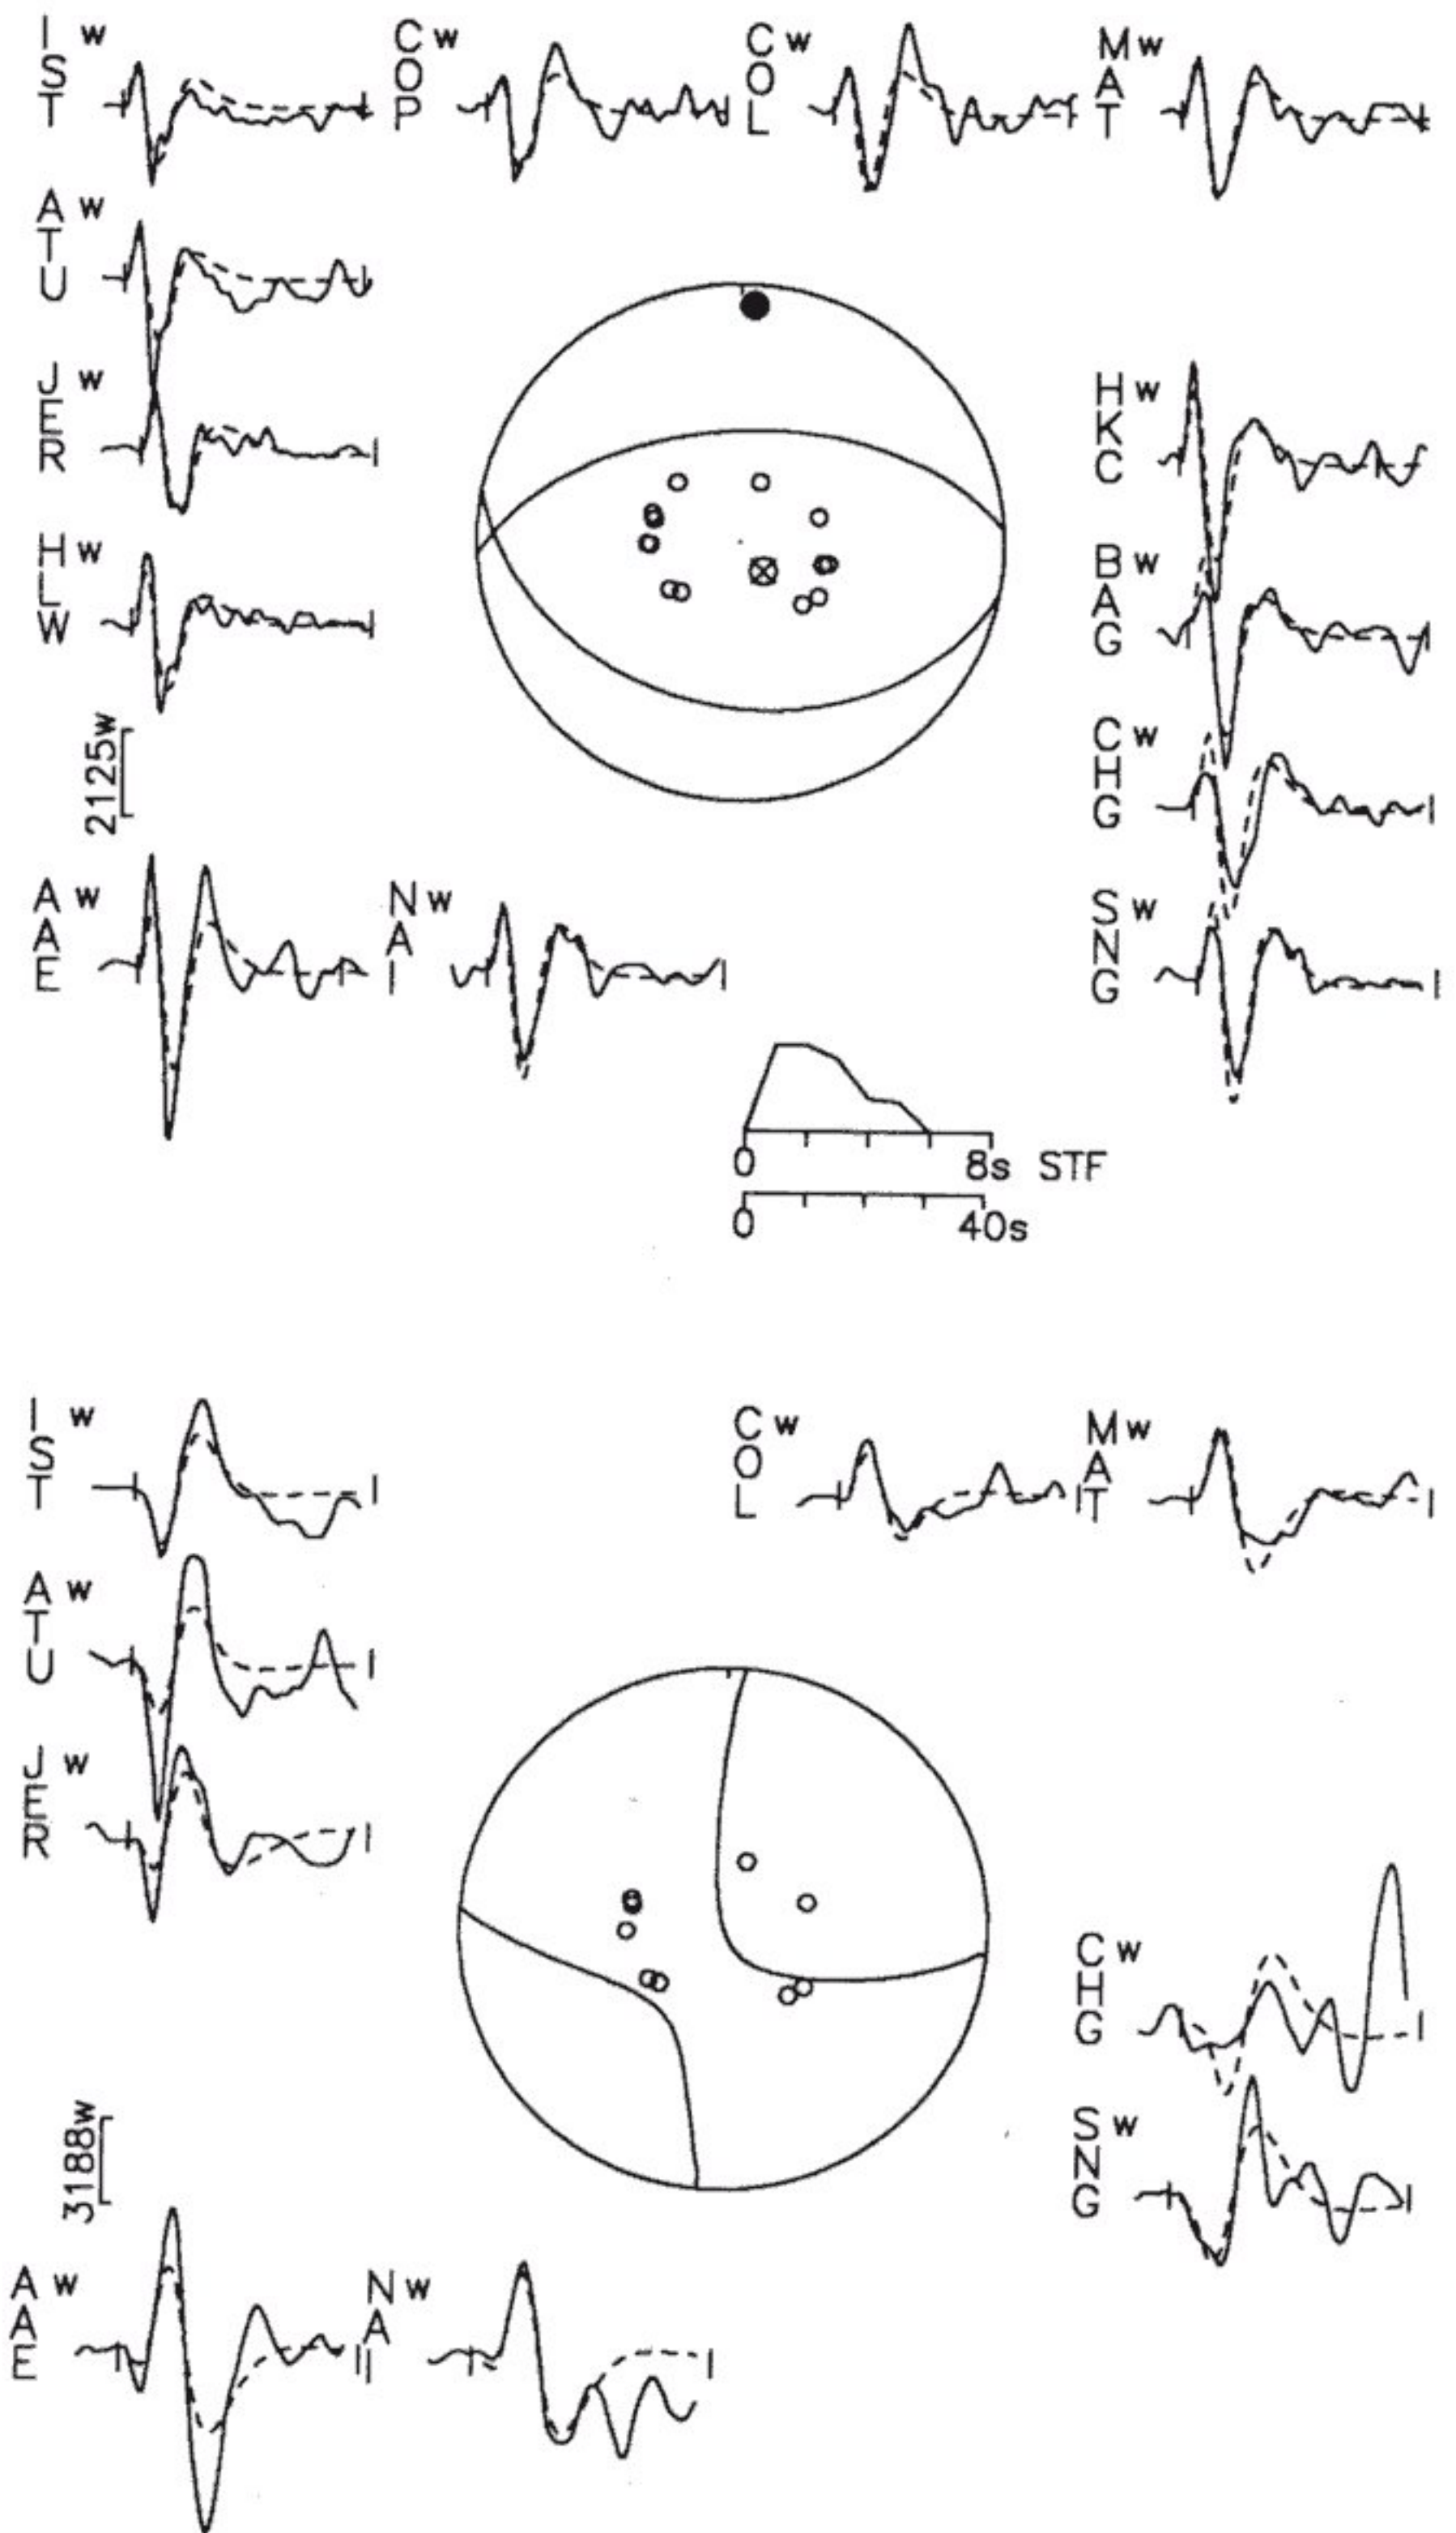 IST w
COP w
COL w
MAT w
ATU w
JER w
HKC w
HLW w
BAG w
2125w
CHG w
AAE w
NAI w
SNG w
0 8s STF
0 40s
IST w
COL w
MAT w
ATU w
JER w
CHG w
3188w
SNG w
AAE w
NAI w